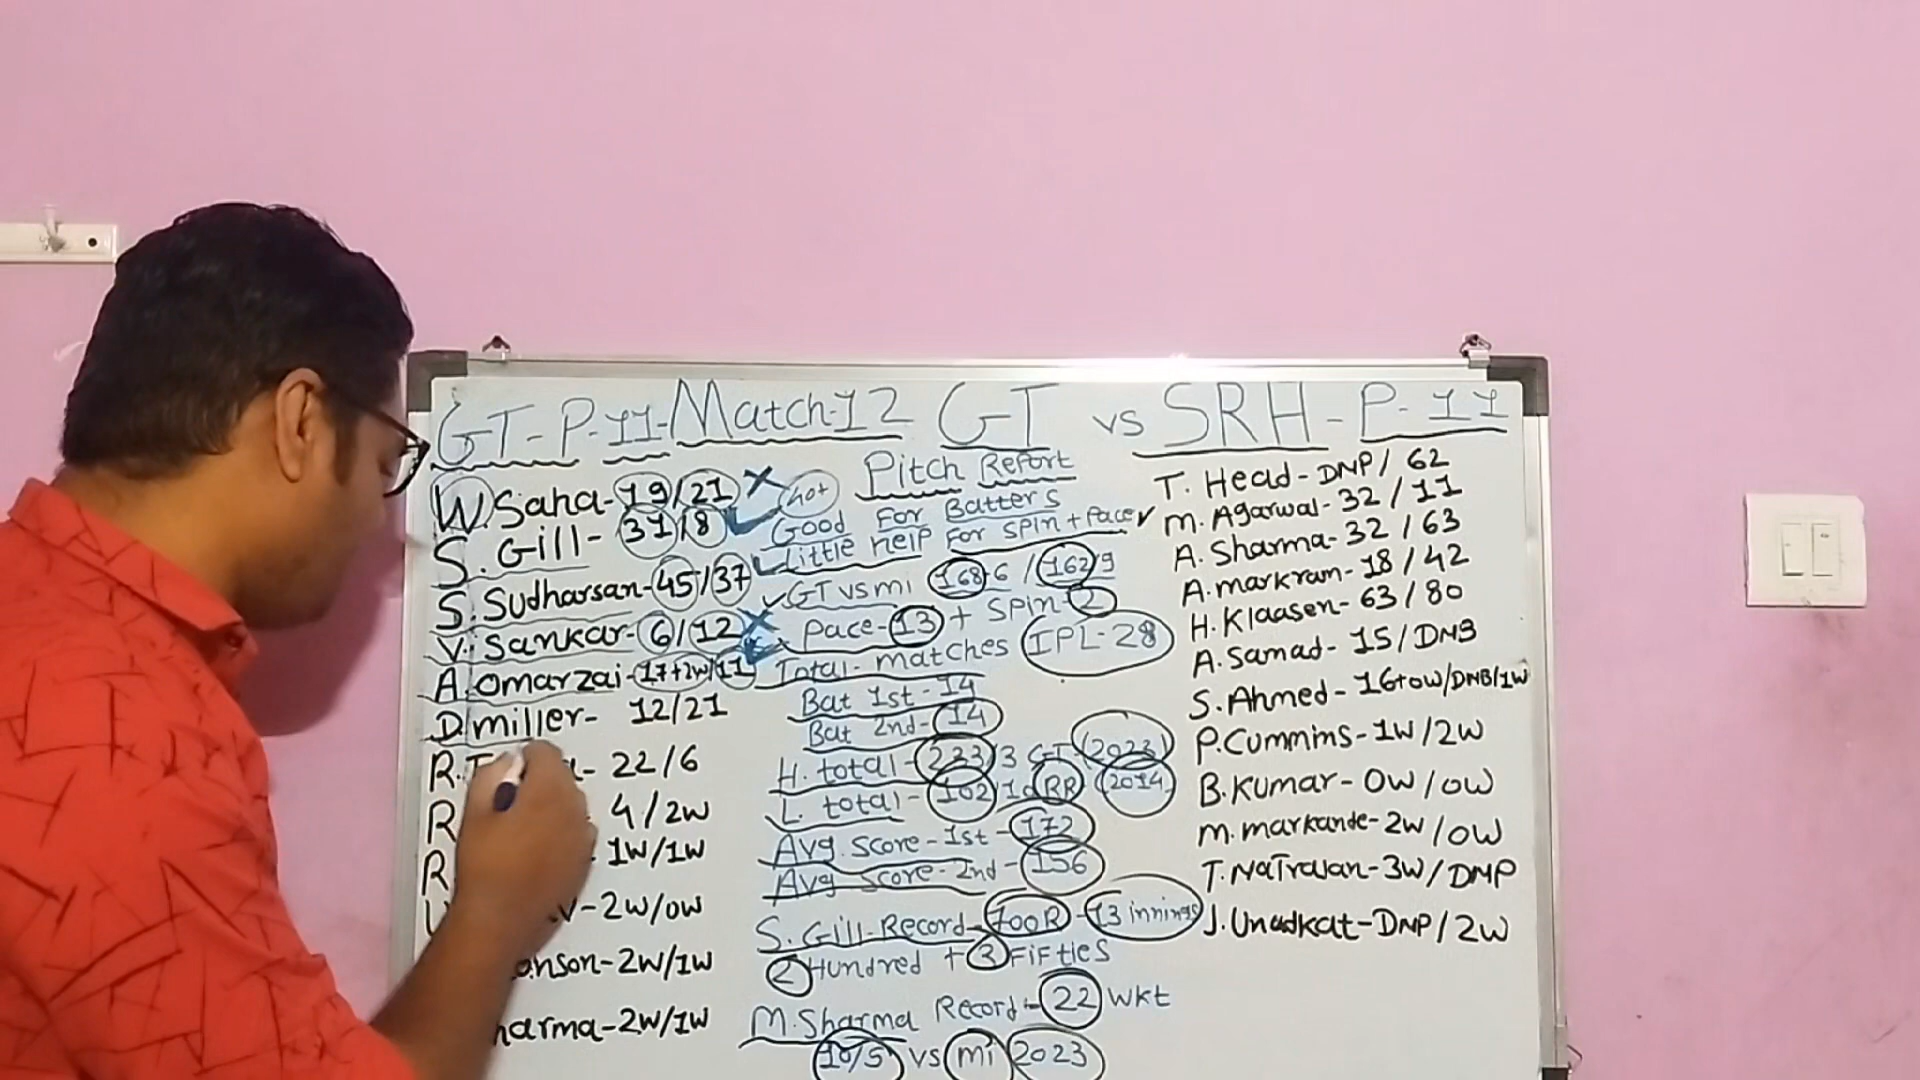 GT-P-11-Match-12 GT vs SRH-P-11
W.Saha-19/21 × 40+
S. Gill-31/8
S.Sudharsan-45/37
V.Sankar-6/12 ×
A.omarzai-17+2w/11
D.miller- 12/21
R. 22/6
R 4/2w
R 1w/1w
-2w/0w
anson-2w/1w
harma-2w/1w
Pitch Report
Good For Batters
Little help For spin+pace
GT vs mi 168-6 / 162/9
pace-13 + spin-2
Total-matches IPL-28
Bat 1st-14
Bat 2nd-14
H.total-233/3 GT (2023)
L. total-102/10 RR (2014)
Avg.score-1st-172
Avg score-2nd-156
S.Gill-Record-700R-13 innings
2 Hundred + 3 Fifties
M.Sharma Record-22 wkt
10/5 vs mi 2023
T. Head-DNP/ 62
M.Agarwal-32/11
A.Sharma-32/63
A.markram-18/42
H.Klaasen-63/80
A.Samad-15/DNB
S.Ahmed-16+0w/DNB/1w
P.Cummins-1w/2w
B.Kumar-0w/0w
m.markande-2w/0w
T.Natrajan-3w/DNP
J.Unadkat-DNP/2w